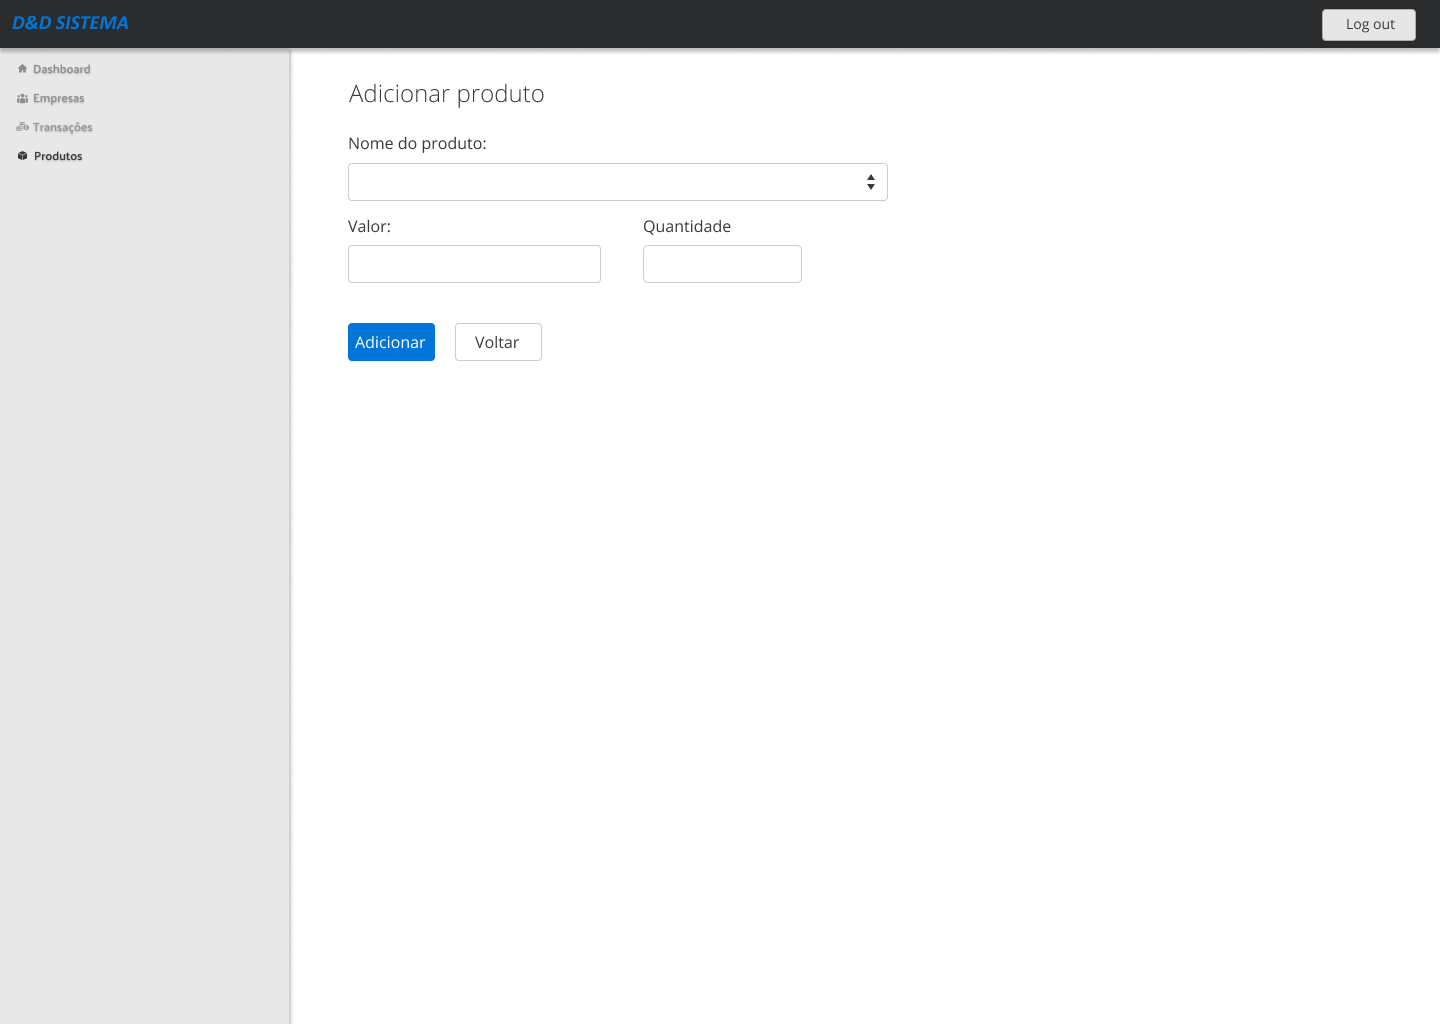 D&D SISTEMA
Log out
Dashboard
Empresas
Transações
Produtos
Adicionar produto
Nome do produto:
Valor:
Quantidade
Adicionar
Voltar